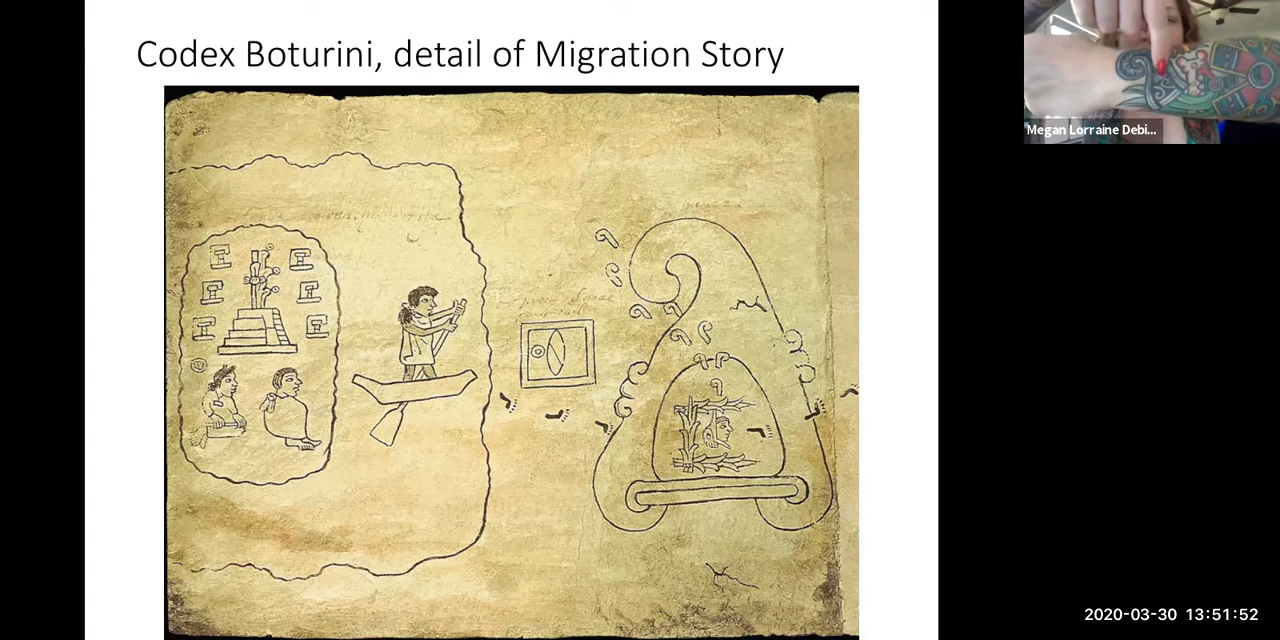 Codex Boturini, detail of Migration Story
Megan Lorraine Debi...
2020-03-30 13:51:52